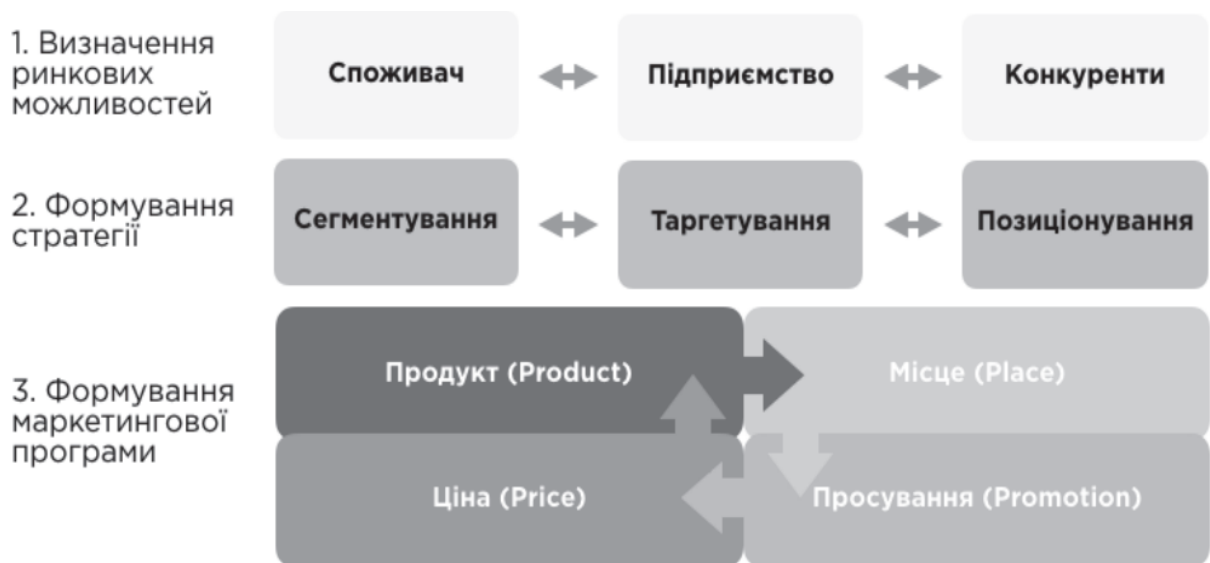 1. Визначення
ринкових
можливостей
Споживач
Підприємство
Конкуренти
2. Формування
стратегії
Сегментування
Таргетування
Позиціонування
3. Формування
маркетингової
програми
Продукт (Product)
Місце (Place)
Ціна (Price)
Просування (Promotion)